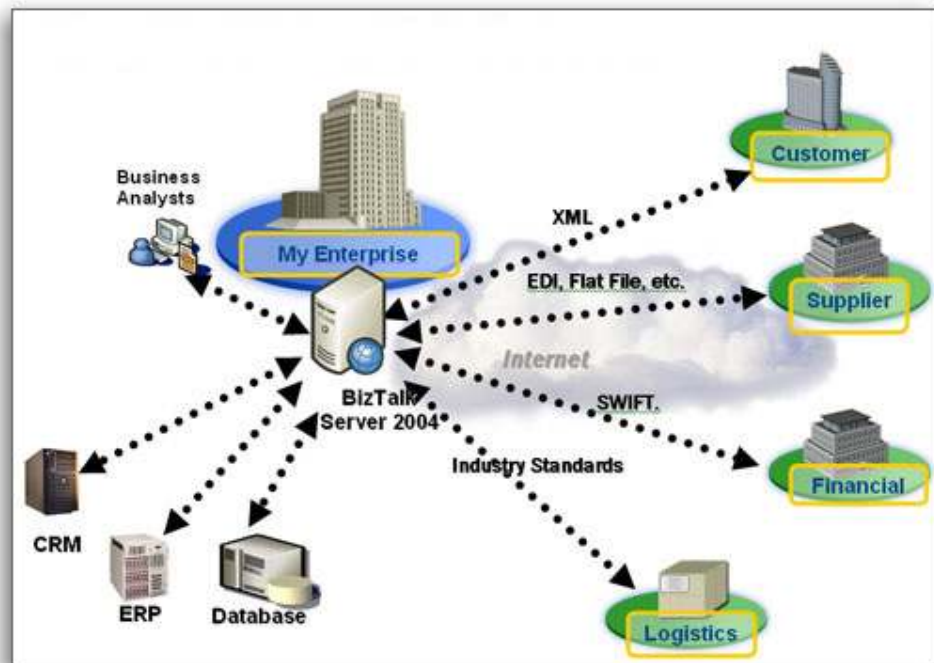 Customer
Business
Analysts
XML
My Enterprise
EDI, Flat File, etc.
Supplier
Internet
BizTalk
Server 2004
SWIFT.
Industry Standards
Financial
CRM
ERP
Database
Logistics